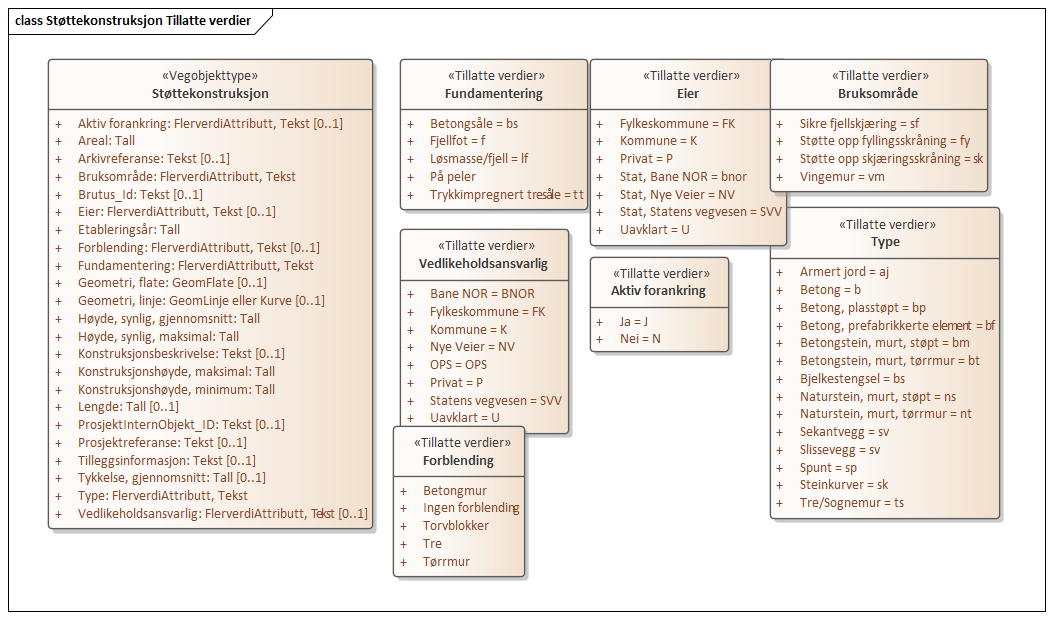 class Støttekonstruksjon Tillatte verdier
«Vegobjekttype»
Støttekonstruksjon
+ Aktiv forankring: FlerverdiAttributt, Tekst [0..1]
+ Areal: Tall
+ Arkivreferanse: Tekst [0..1]
+ Bruksområde: FlerverdiAttributt, Tekst
+ Brutus_Id: Tekst [0..1]
+ Eier: FlerverdiAttributt, Tekst [0..1]
+ Etableringsår: Tall
+ Forblending: FlerverdiAttributt, Tekst [0..1]
+ Fundamentering: FlerverdiAttributt, Tekst
+ Geometri, flate: GeomFlate [0..1]
+ Geometri, linje: GeomLinje eller Kurve [0..1]
+ Høyde, synlig, gjennomsnitt: Tall
+ Høyde, synlig, maksimal: Tall
+ Konstruksjonsbeskrivelse: Tekst [0..1]
+ Konstruksjonshøyde, maksimal: Tall
+ Konstruksjonshøyde, minimum: Tall
+ Lengde: Tall [0..1]
+ ProsjektInternObjekt_ID: Tekst [0..1]
+ Prosjektreferanse: Tekst [0..1]
+ Tilleggsinformasjon: Tekst [0..1]
+ Tykkelse, gjennomsnitt: Tall [0..1]
+ Type: FlerverdiAttributt, Tekst
+ Vedlikeholdsansvarlig: FlerverdiAttributt, Tekst [0..1]
«Tillatte verdier»
Fundamentering
+ Betongsåle = bs
+ Fjellfot = f
+ Løsmasse/fjell = lf
+ På peler
+ Trykkimpregnert tresåle = tt
«Tillatte verdier»
Vedlikeholdsansvarlig
+ Bane NOR = BNOR
+ Fylkeskommune = FK
+ Kommune = K
+ Nye Veier = NV
+ OPS = OPS
+ Privat = P
+ Statens vegvesen = SVV
+ Uavklart = U
«Tillatte verdier»
Forblending
+ Betongmur
+ Ingen forblending
+ Torvblokker
+ Tre
+ Tørrmur
«Tillatte verdier»
Eier
+ Fylkeskommune = FK
+ Kommune = K
+ Privat = P
+ Stat, Bane NOR = bnor
+ Stat, Nye Veier = NV
+ Stat, Statens vegvesen = SVV
+ Uavklart = U
«Tillatte verdier»
Aktiv forankring
+ Ja = J
+ Nei = N
«Tillatte verdier»
Bruksområde
+ Sikre fjellskjæring = sf
+ Støtte opp fyllingsskråning = fy
+ Støtte opp skjæringsskråning = sk
+ Vingemur = vm
«Tillatte verdier»
Type
+ Armert jord = aj
+ Betong = b
+ Betong, plasstøpt = bp
+ Betong, prefabrikkerte element = bf
+ Betongstein, murt, støpt = bm
+ Betongstein, murt, tørrmur = bt
+ Bjelkestengsel = bs
+ Naturstein, murt, støpt = ns
+ Naturstein, murt, tørrmur = nt
+ Sekantvegg = sv
+ Slissevegg = sv
+ Spunt = sp
+ Steinkurver = sk
+ Tre/Sognemur = ts